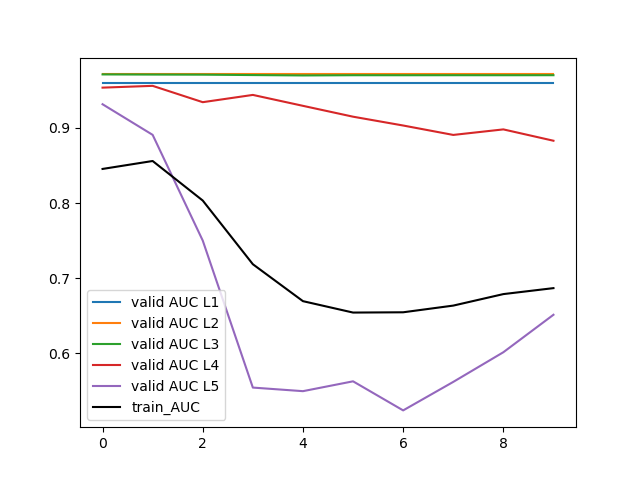 0.9
0.8
0.7
0.6
valid AUC L1
valid AUC L2
valid AUC L3
valid AUC L4
valid AUC L5
train_AUC
0 2 4 6 8